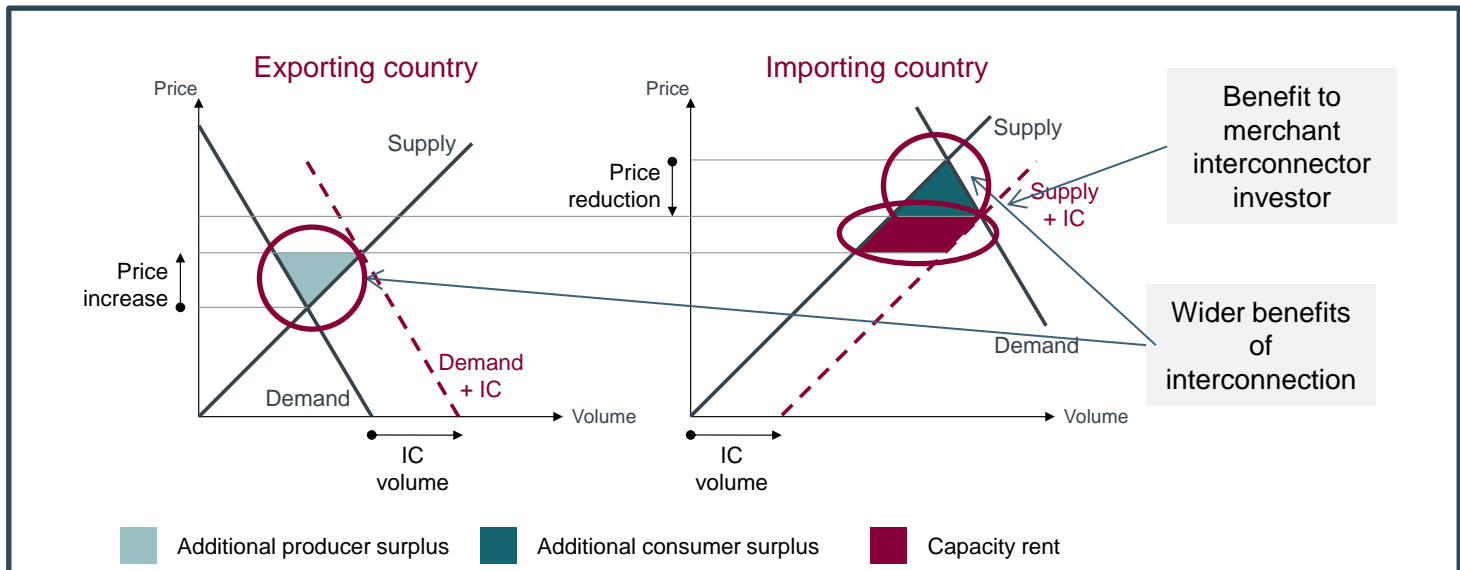 Exporting country
Price
Supply
Price
increase
Demand
+ IC
Demand
Volume
IC
volume
Importing country
Price
Supply
Price
reduction
Supply
+ IC
Demand
Volume
IC
volume
Benefit to
merchant
interconnector
investor
Wider benefits
of
interconnection
Additional producer surplus
Additional consumer surplus
Capacity rent